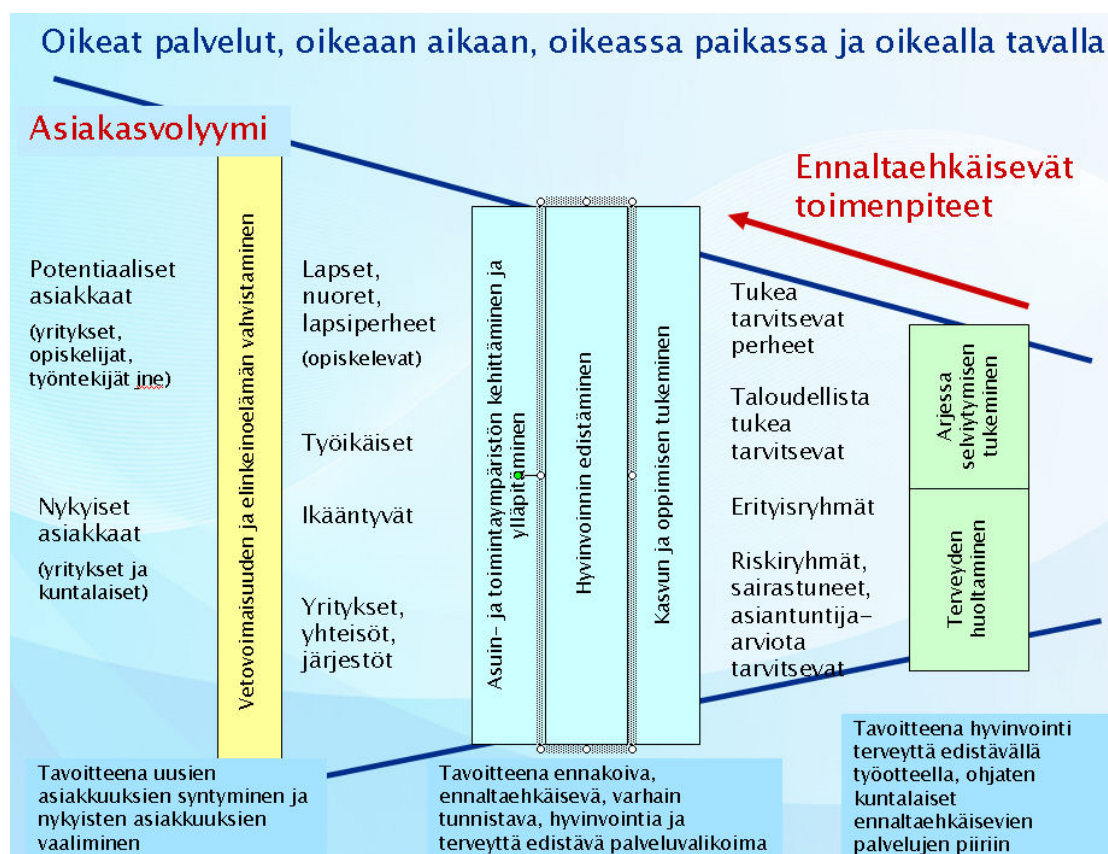 Oikeat palvelut, oikeaan aikaan, oikeassa paikassa ja oikealla tavalla
Asiakasvolyymi
Ennaltaehkäisevät
toimenpiteet
Potentiaaliset
asiakkaat
(yritykset,
opiskelijat,
työntekijät jne)
Nykyiset
asiakkaat
(yritykset ja
kuntalaiset)
Vetovoimaisuuden ja elinkeinoelämän vahvistaminen
Lapset,
nuoret,
lapsiperheet
(opiskelevat)
Työikäiset
Ikääntyvät
Yritykset,
yhteisöt,
järjestöt
Asuin- ja toimintaympäristön kehittäminen ja
ylläpitäminen
Hyvinvoinnin edistäminen
Kasvun ja oppimisen tukeminen
Tukea
tarvitsevat
perheet
Taloudellista
tukea
tarvitsevat
Erityisryhmät
Riskiryhmät,
sairastuneet,
asiantuntija-
arviota
tarvitsevat
Arjessa
selviytymisen
tukeminen
Terveyden
huoltaminen
Tavoitteena uusien
asiakkuuksien syntyminen ja
nykyisten asiakkuuksien
vaaliminen
Tavoitteena ennakoiva,
ennaltaehkäisevä, varhain
tunnistava, hyvinvointia ja
terveyttä edistävä palveluvalikoima
Tavoitteena hyvinvointi
terveyttä edistävällä
työotteella, ohjaten
kuntalaiset
ennaltaehkäisevien
palvelujen piiriin